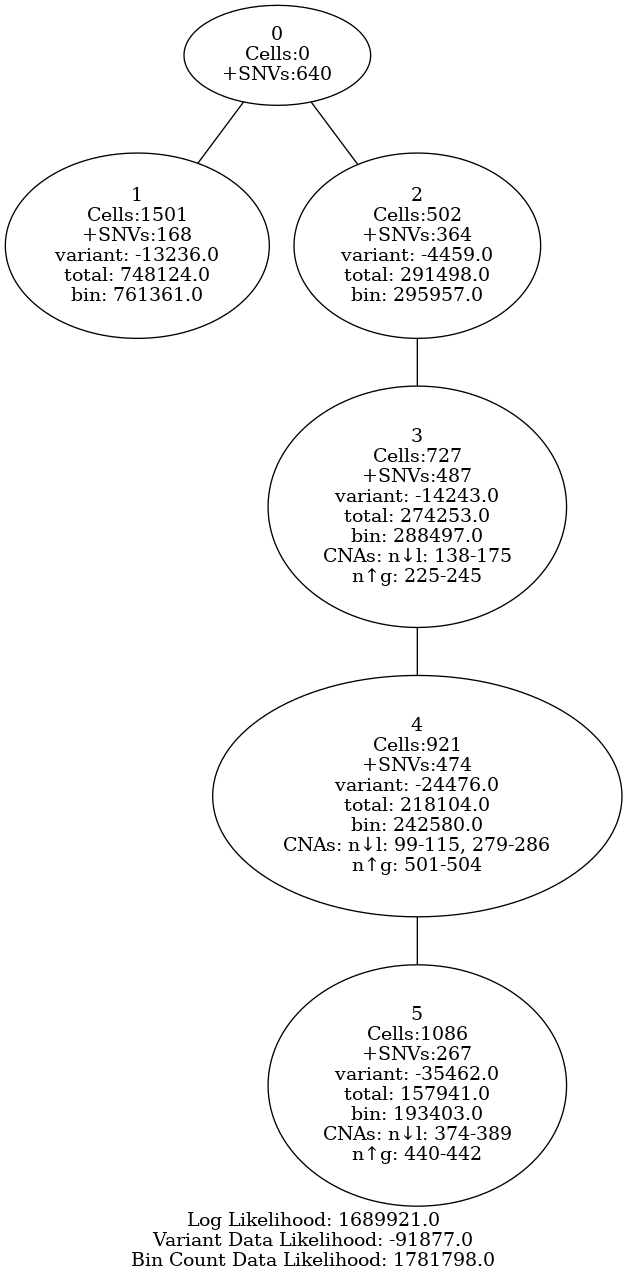 0
Cells:0
+SNVs:640
1
Cells:1501
+SNVs:168
variant: -13236.0
total: 748124.0
bin: 761361.0
2
Cells:502
+SNVs:364
variant: -4459.0
total: 291498.0
bin: 295957.0
3
Cells:727
+SNVs:487
variant: -14243.0
total: 274253.0
bin: 288497.0
CNAs: n↓l: 138-175
n↑g: 225-245
4
Cells:921
+SNVs:474
variant: -24476.0
total: 218104.0
bin: 242580.0
CNAs: n↓l: 99-115, 279-286
n↑g: 501-504
5
Cells:1086
+SNVs:267
variant: -35462.0
total: 157941.0
bin: 193403.0
CNAs: n↓l: 374-389
n↑g: 440-442
Log Likelihood: 1689921.0
Variant Data Likelihood: -91877.0
Bin Count Data Likelihood: 1781798.0